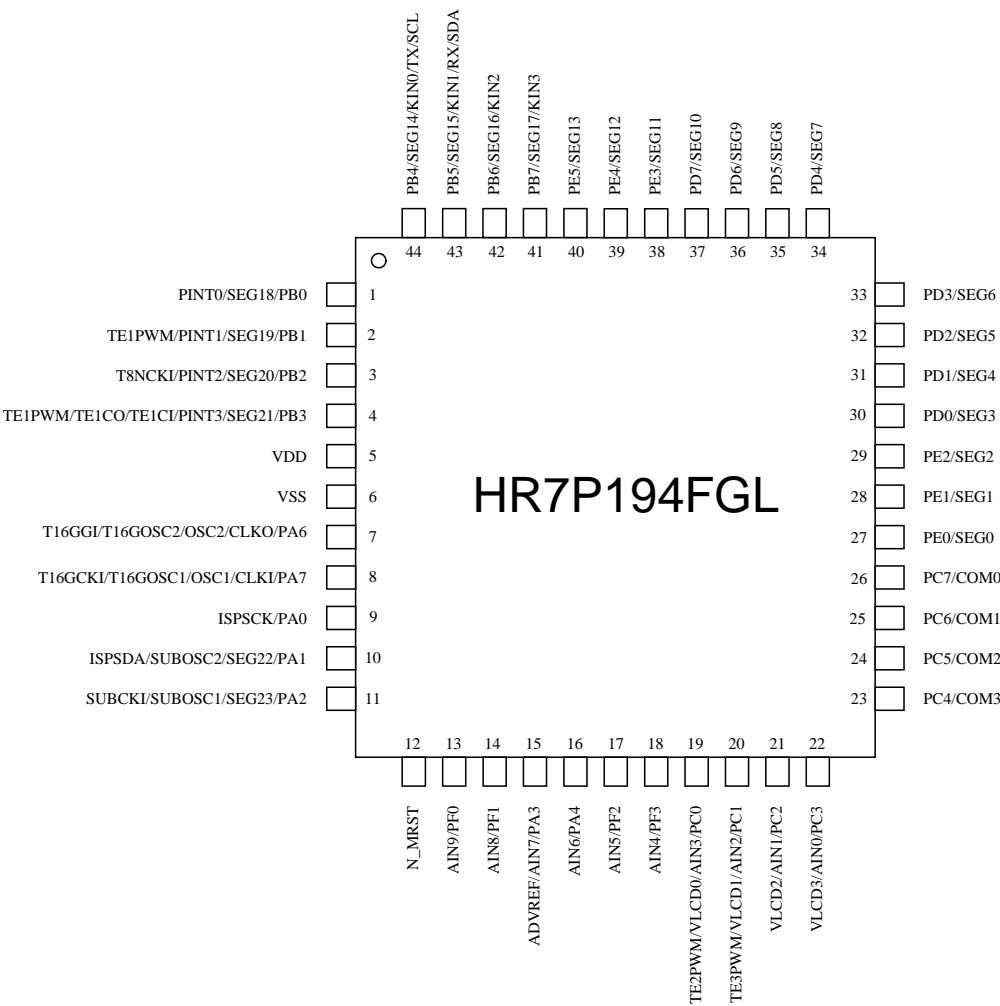 PB4/SEG14/KIN0/TX/SCL
PB5/SEG15/KIN1/RX/SDA
PB6/SEG16/KIN2
PB7/SEG17/KIN3
PE5/SEG13
PE4/SEG12
PE3/SEG11
PD7/SEG10
PD6/SEG9
PD5/SEG8
PD4/SEG7
44 43 42 41 40 39 38 37 36 35 34
PINT0/SEG18/PB0 1
33 PD3/SEG6
TE1PWM/PINT1/SEG19/PB1 2
32 PD2/SEG5
T8NCKI/PINT2/SEG20/PB2 3
31 PD1/SEG4
TE1PWM/TE1CO/TE1CI/PINT3/SEG21/PB3 4
30 PD0/SEG3
VDD 5
29 PE2/SEG2
VSS 6
HR7P194FGL
28 PE1/SEG1
T16GGI/T16GOSC2/OSC2/CLKO/PA6 7
27 PE0/SEG0
T16GCKI/T16GOSC1/OSC1/CLKI/PA7 8
26 PC7/COM0
ISPSCK/PA0 9
25 PC6/COM1
ISPSDA/SUBOSC2/SEG22/PA1 10
24 PC5/COM2
SUBCKI/SUBOSC1/SEG23/PA2 11
23 PC4/COM3
12 13 14 15 16 17 18 19 20 21 22
N_MRST
AIN9/PF0
AIN8/PF1
ADVREF/AIN7/PA3
AIN6/PA4
AIN5/PF2
AIN4/PF3
TE2PWM/VLCD0/AIN3/PC0
TE3PWM/VLCD1/AIN2/PC1
VLCD2/AIN1/PC2
VLCD3/AIN0/PC3